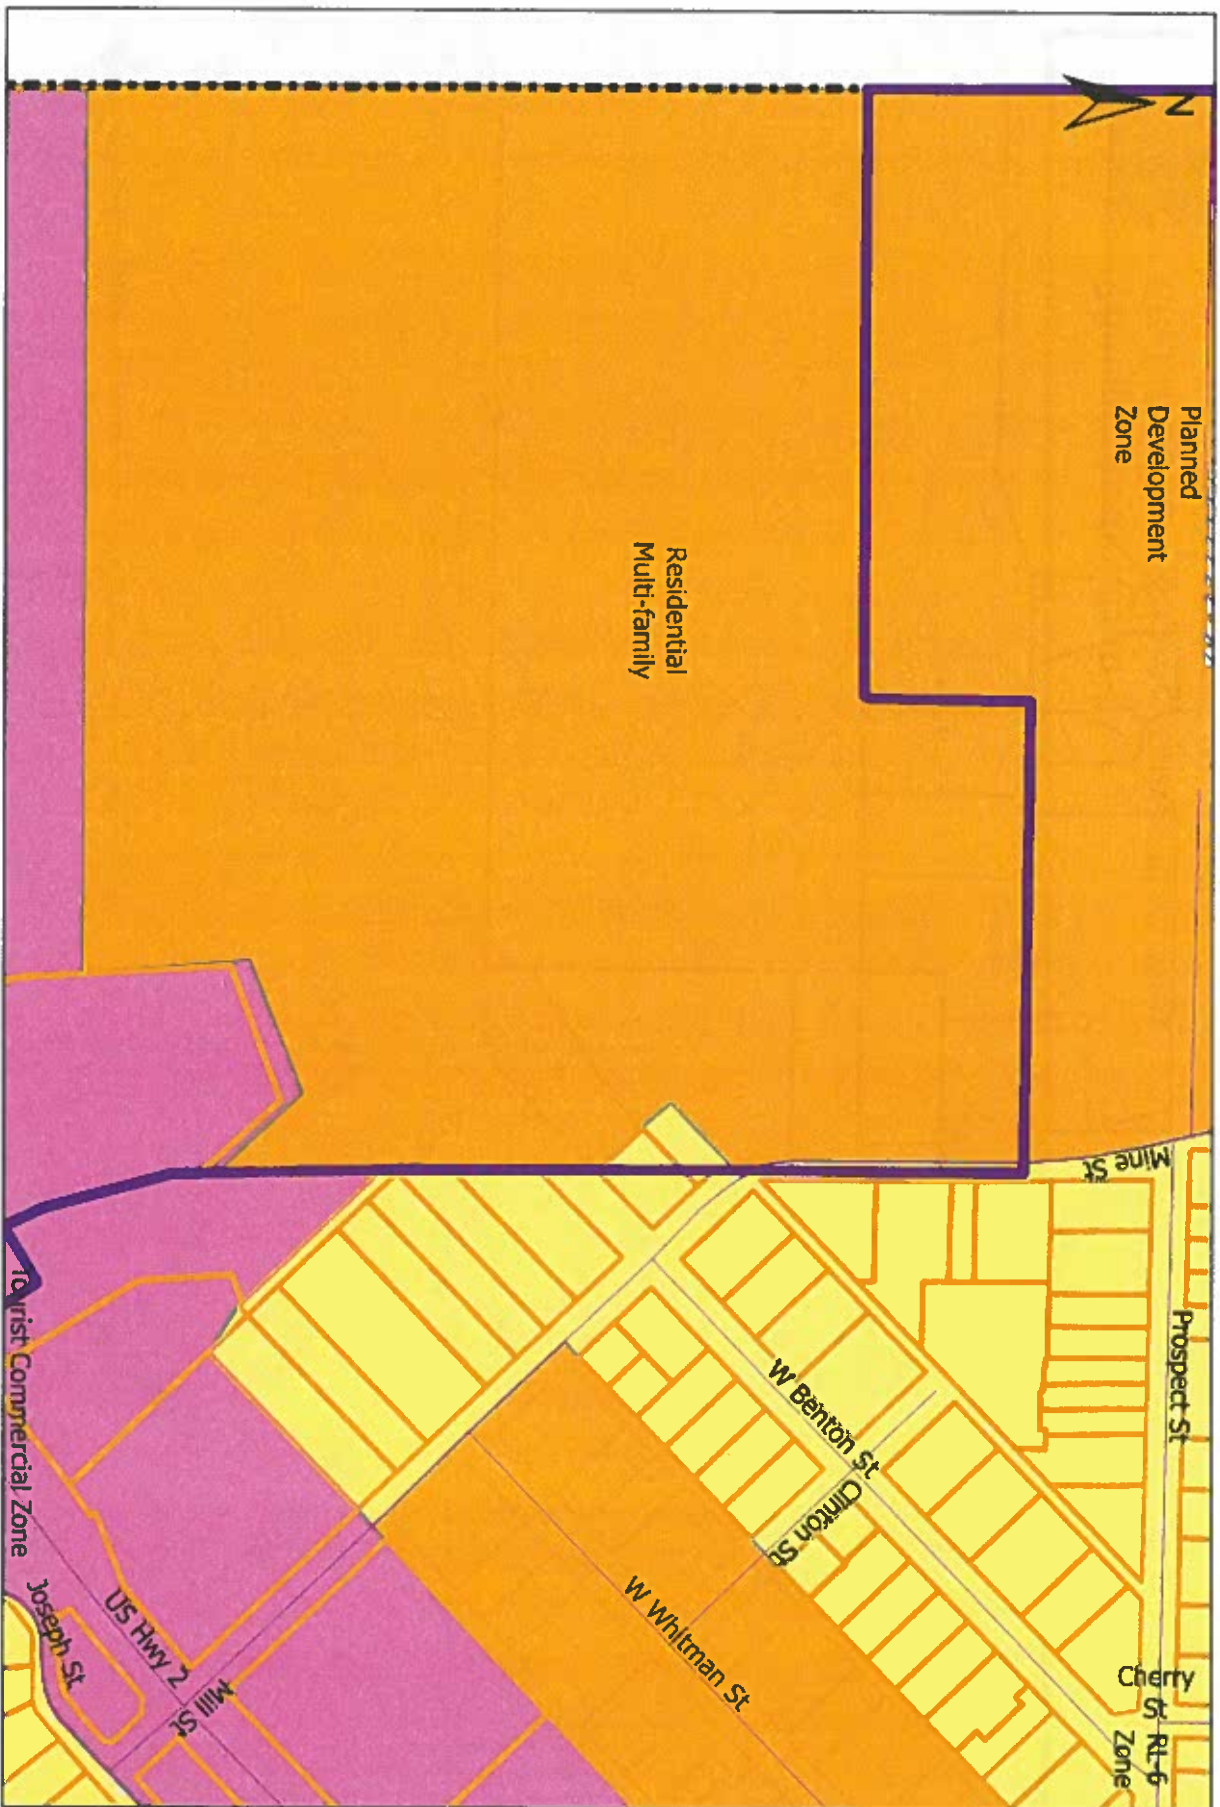 N
Planned
Development
Zone
Residential
Multi-family
Mine St
Prospect St
W Benton St
Clinton St
W Whitman St
Cherry
St
RL-6
Zone
Tourist Commercial Zone
US Hwy 2
Joseph St
Mill
St